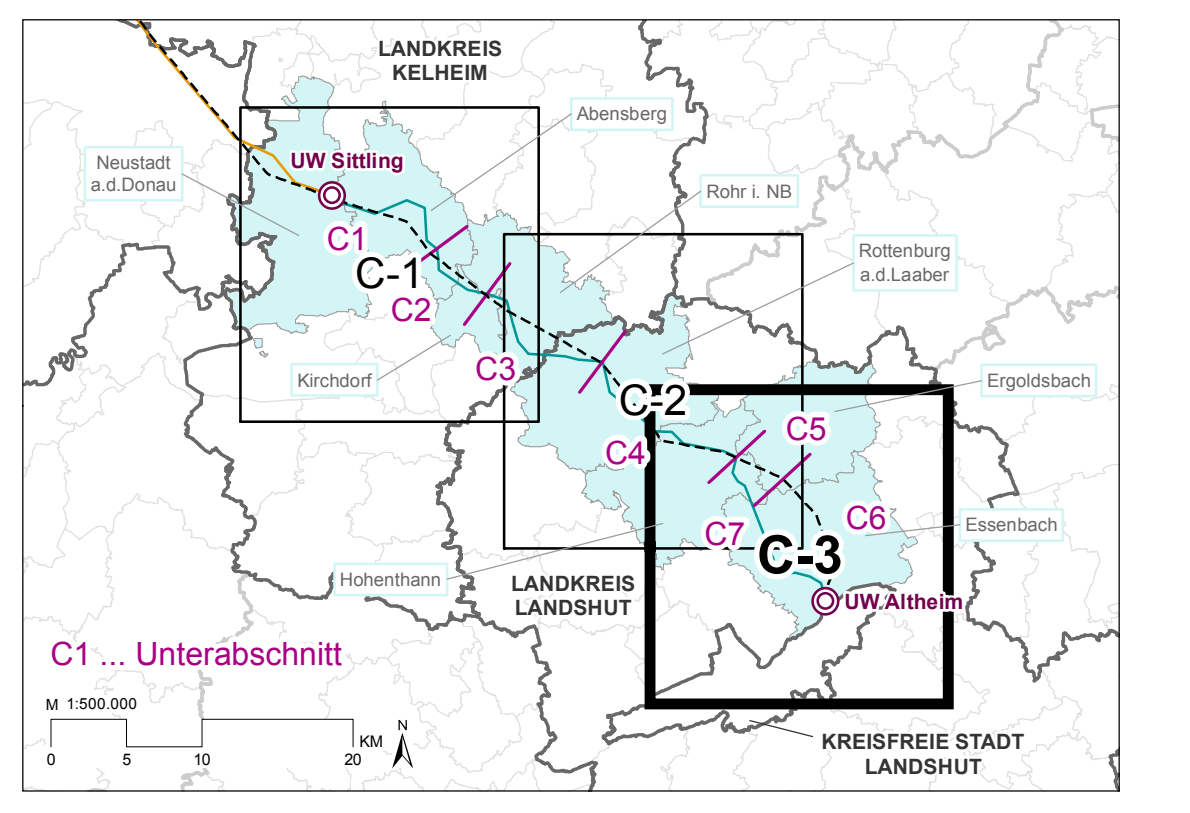 LANDKREIS
KELHEIM
Abensberg
Neustadt
a.d.Donau
UW Sittling
Rohr i. NB
C1
C-1
Rottenburg
a.d.Laaber
C2
C3
Kirchdorf
Ergoldsbach
C-2
C5
C4
C6
Essenbach
C7
C-3
Hohenthann
LANDKREIS
LANDSHUT
UW Altheim
C1 ... Unterabschnitt
M 1:500.000
N
KM
0 5 10 20
KREISFREIE STADT
LANDSHUT